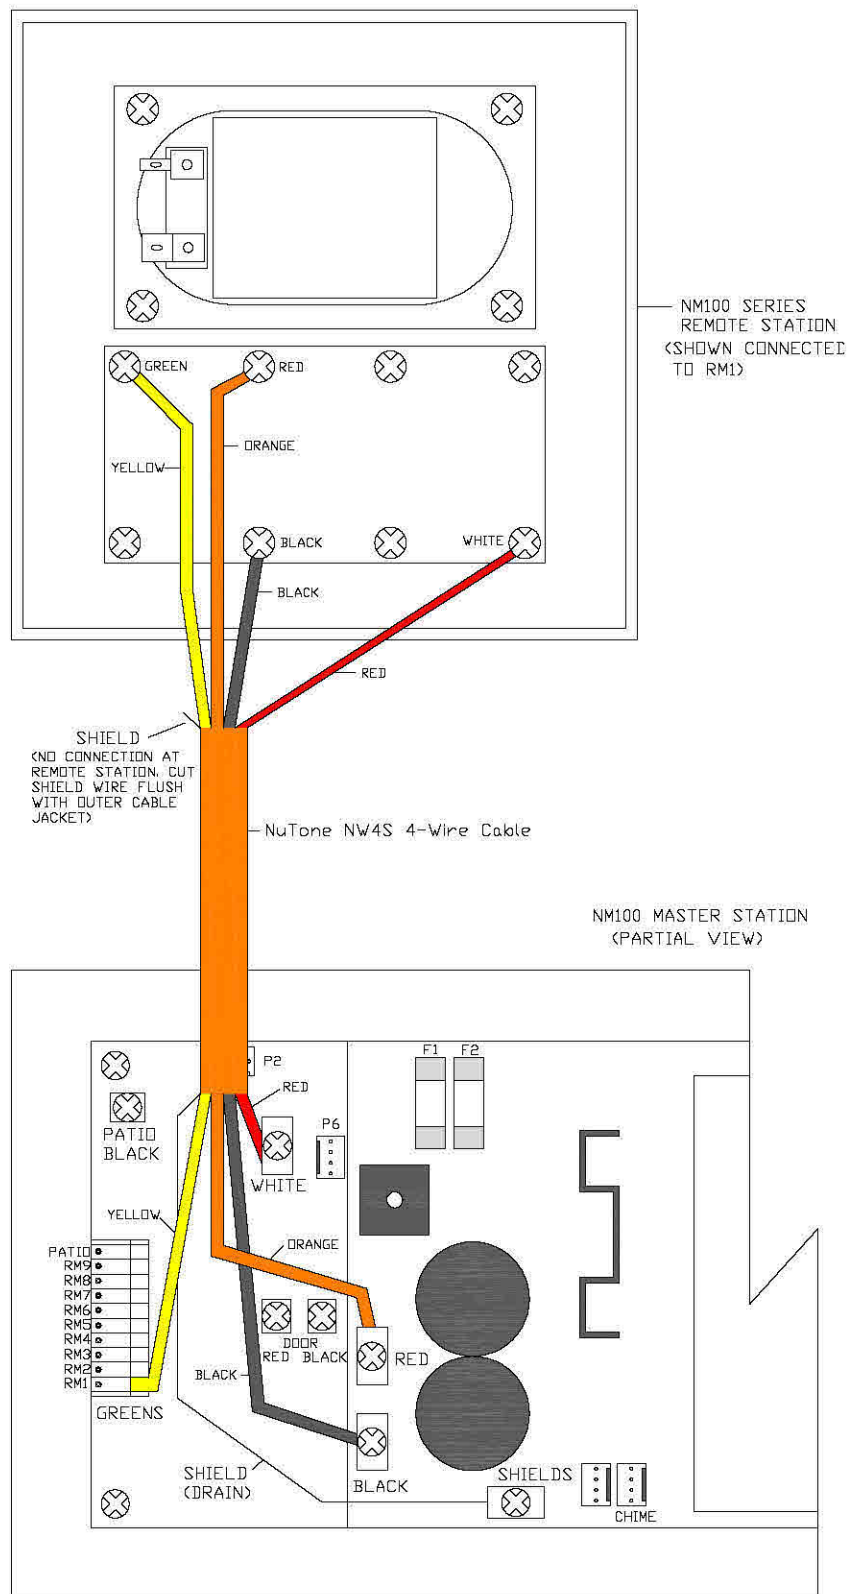 NM100 SERIES
REMOTE STATION
(SHOWN CONNECTED
TO RM1)
GREEN
RED
ORANGE
YELLOW
BLACK
WHITE
BLACK
RED
SHIELD
(NO CONNECTION AT
REMOTE STATION, CUT
SHIELD WIRE FLUSH
WITH OUTER CABLE
JACKET)
NuTone NW4S 4-Wire Cable
NM100 MASTER STATION
(PARTIAL VIEW)
P2
F1 F2
RED
PATIO
BLACK
P6
WHITE
YELLOW
ORANGE
PATIO
RM9
RM8
RM7
RM6
RM5
RM4
RM3
RM2
RM1
GREENS
DOOR
RED BLACK
RED
BLACK
SHIELD
(DRAIN)
BLACK
SHIELDS
CHIME